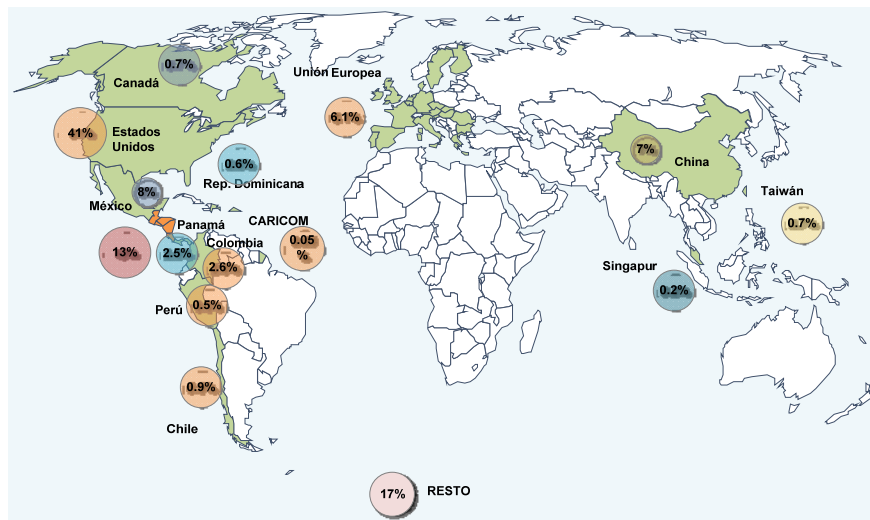 0.7%
Canadá
Unión Europea
41%
Estados
Unidos
6.1%
7%
China
0.6%
Rep. Dominicana
8%
México
Taiwán
0.7%
Panamá
CARICOM
13%
2.5%
Colombia
2.6%
0.05
%
Singapur
0.2%
Perú
0.5%
0.9%
Chile
17%
RESTO